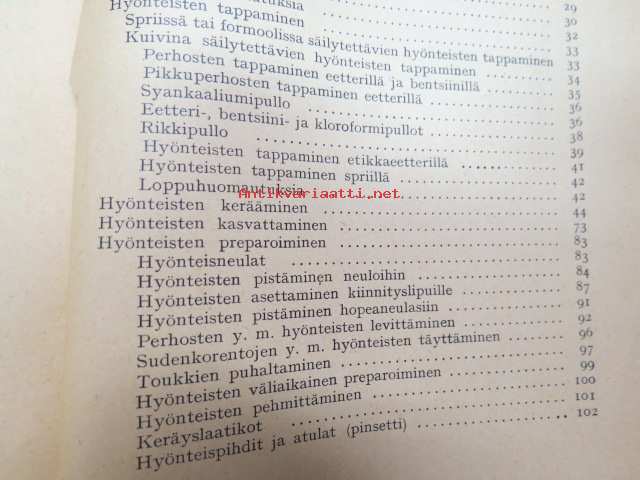 29
Hyönteisten tappaminen 30
Spriissä tai formoolissa säilytettävien hyönteisten tappaminen 32
Kuivina säilytettävien hyönteisten tappaminen 33
Perhosten tappaminen eetterillä ja bentsiinillä 33
Pikkuperhosten tappaminen eetterillä 34
Syankaaliumipullo 35
Eetteri-, bentsiini- ja kloroformipullot 36
Rikkipullo 36
Hyönteisten tappaminen etikkaeetterillä 38
Hyönteisten tappaminen spriillä 39
Loppuhuomautuksia 41
Antikvariaatti.net
Hyönteisten kerääminen 42
Hyönteisten kasvattaminen 42
Hyönteisten preparoiminen 44
Hyönteisneulat 73
Hyönteisten pistäminen neuloihin 83
Hyönteisten asettaminen kiinnityslipuille 83
Hyönteisten pistäminen hopeaneulasiin 84
Perhosten y. m. hyönteisten levittäminen 87
Sudenkorentojen y. m. hyönteisten täyttäminen 91
Toukkien puhaltaminen 92
Hyönteisten väliaikainen preparoiminen 96
Hyönteisten pehmittäminen 97
Keräyslaatikot 99
Hyönteispihdit ja atulat (pinsetti) 100
101
102